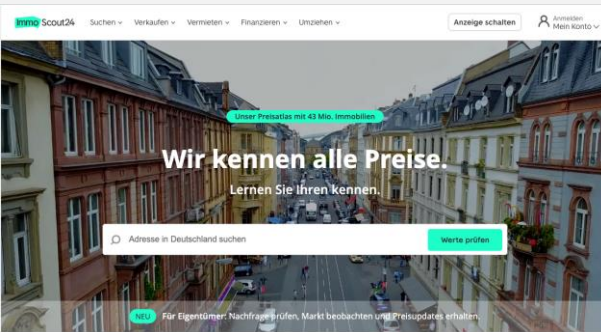 Immo Scout24 Suchen Verkaufen Vermieten Finanzieren Umziehen Anzeige schalten Anmelden
Mein Konto
Unser Preisatlas mit 43 Mio. Immobilien
Wir kennen alle Preise.
Lernen Sie Ihren kennen.
Adresse in Deutschland suchen Werte prüfen
NEU Für Eigentümer: Nachfrage prüfen, Markt beobachten und Preisupdates erhalten.